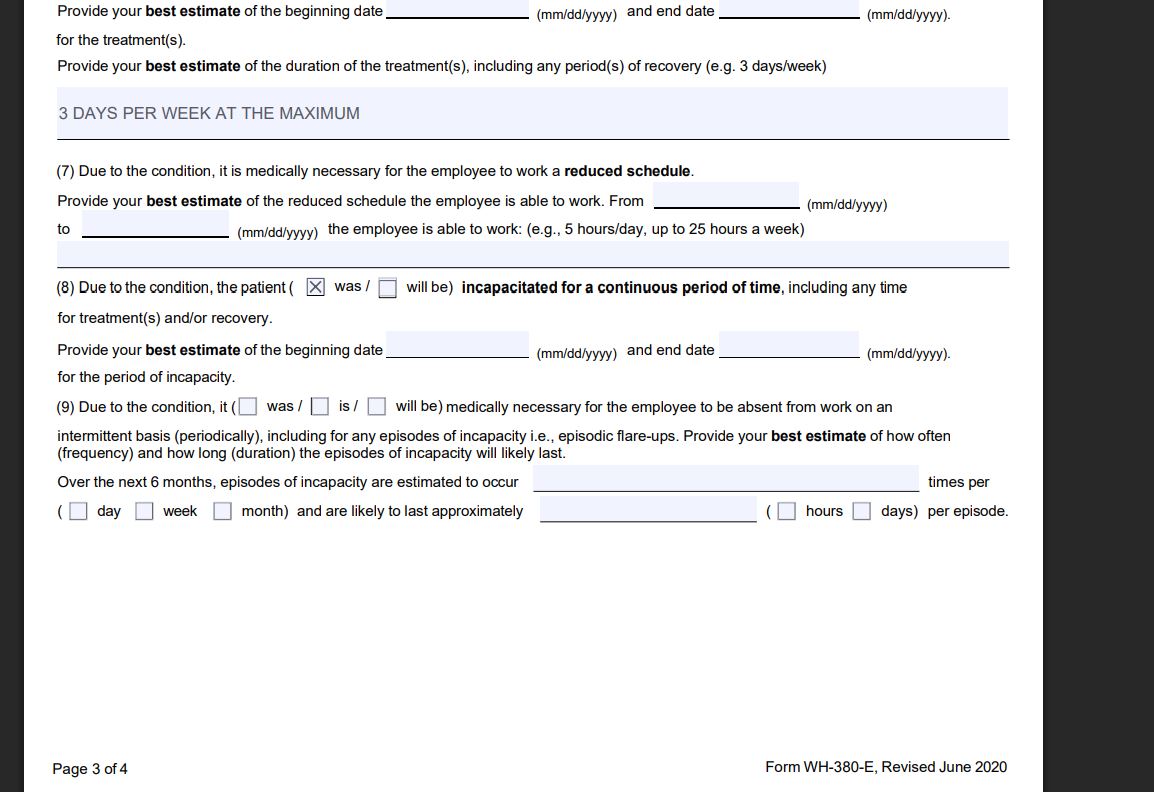 Provide your best estimate of the beginning date (mm/dd/yyyy) and end date (mm/dd/yyyy).
for the treatment(s).
Provide your best estimate of the duration of the treatment(s), including any period(s) of recovery (e.g. 3 days/week)
3 DAYS PER WEEK AT THE MAXIMUM
(7) Due to the condition, it is medically necessary for the employee to work a reduced schedule.
Provide your best estimate of the reduced schedule the employee is able to work. From (mm/dd/yyyy)
to (mm/dd/yyyy) the employee is able to work: (e.g., 5 hours/day, up to 25 hours a week)
(8) Due to the condition, the patient ( was / will be) incapacitated for a continuous period of time, including any time
for treatment(s) and/or recovery.
Provide your best estimate of the beginning date (mm/dd/yyyy) and end date (mm/dd/yyyy).
for the period of incapacity.
(9) Due to the condition, it ( was / is / will be) medically necessary for the employee to be absent from work on an
intermittent basis (periodically), including for any episodes of incapacity i.e., episodic flare-ups. Provide your best estimate of how often
(frequency) and how long (duration) the episodes of incapacity will likely last.
Over the next 6 months, episodes of incapacity are estimated to occur times per
( day week month) and are likely to last approximately ( hours days) per episode.
Page 3 of 4 Form WH-380-E, Revised June 2020